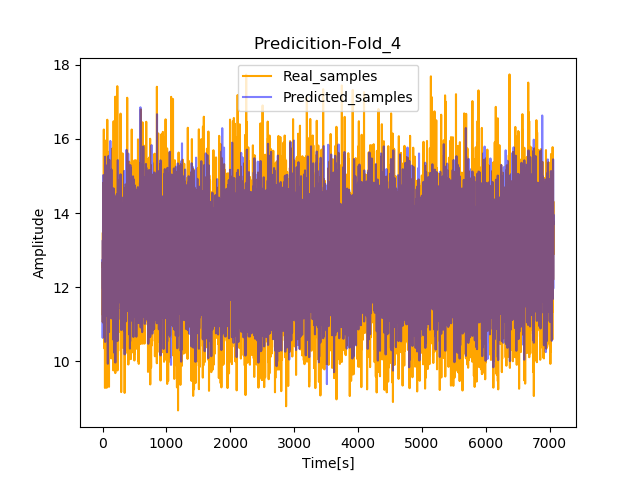 Predicition-Fold_4
Real_samples
Predicted_samples
Amplitude
18
16
14
12
10
0 1000 2000 3000 4000 5000 6000 7000
Time[s]